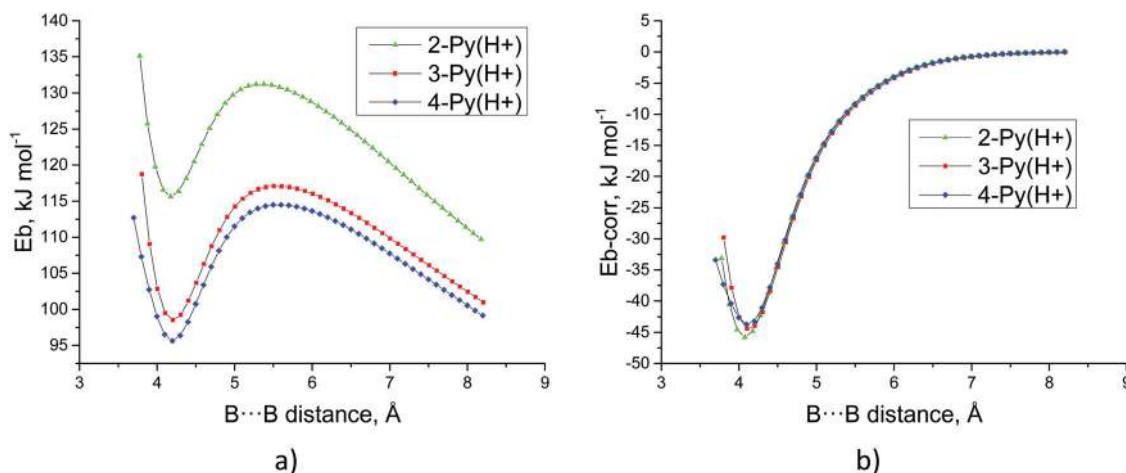 140
135
130
125
120
115
110
105
100
95
Eb, kJ mol-1
2-Py(H+)
3-Py(H+)
4-Py(H+)
3 4 5 6 7 8 9
B···B distance, Å
a)
5
0
-5
-10
-15
-20
-25
-30
-35
-40
-45
-50
Eb-corr, kJ mol-1
2-Py(H+)
3-Py(H+)
4-Py(H+)
3 4 5 6 7 8 9
B···B distance, Å
b)